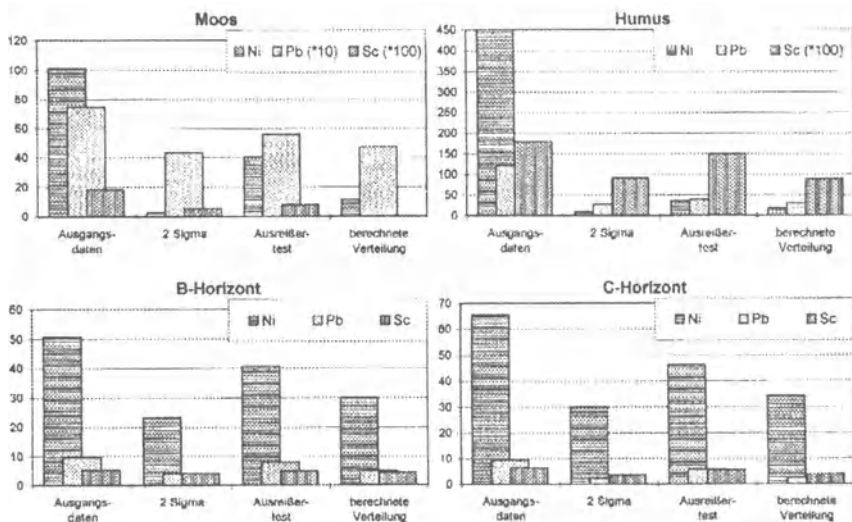 Moos
Ni Pb (*10) Sc (*100)
120
100
80
60
40
20
0
Ausgangs-
daten
2 Sigma
Ausreißer-
test
berechnete
Verteilung
Humus
Ni Pb Sc (*100)
450
400
350
300
250
200
150
100
50
0
Ausgangs-
daten
2 Sigma
Ausreißer-
test
berechnete
Verteilung
B-Horizont
Ni Pb Sc
60
50
40
30
20
10
0
Ausgangs-
daten
2 Sigma
Ausreißer-
test
berechnete
Verteilung
C-Horizont
Ni Pb Sc
70
60
50
40
30
20
10
0
Ausgangs-
daten
2 Sigma
Ausreißer-
test
berechnete
Verteilung